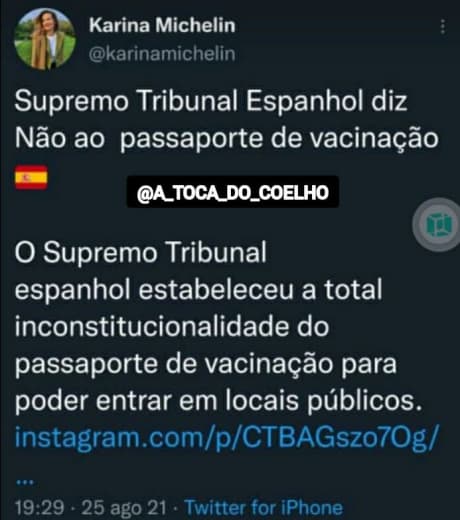 Karina Michelin
@karinamichelin
Supremo Tribunal Espanhol diz
Não ao passaporte de vacinação
@A_TOCA_DO_COELHO
O Supremo Tribunal
espanhol estabeleceu a total
inconstitucionalidade do
passaporte de vacinação para
poder entrar em locais públicos.
instagram.com/p/CTBAGszo7Og/
...
19:29 · 25 ago 21 · Twitter for iPhone